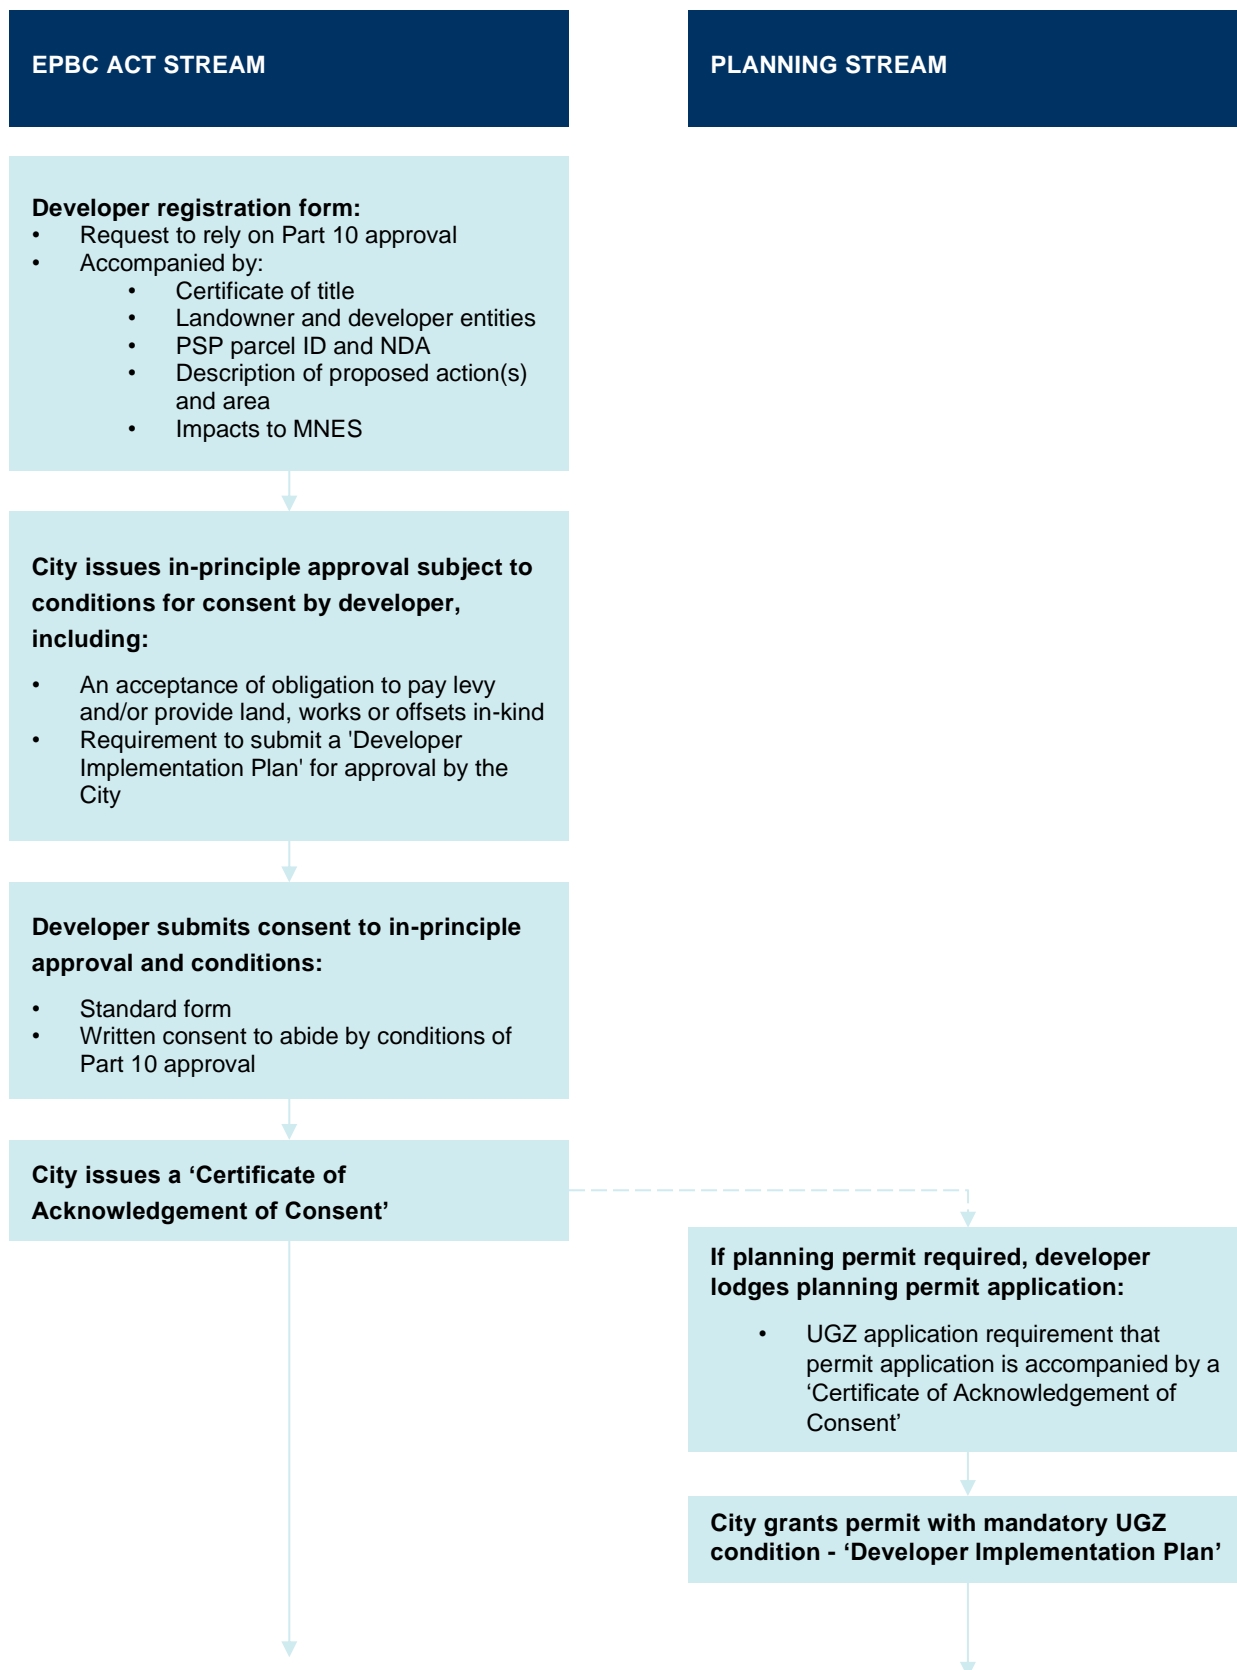 EPBC ACT STREAM
PLANNING STREAM
Developer registration form:
• Request to rely on Part 10 approval
• Accompanied by:
• Certificate of title
• Landowner and developer entities
• PSP parcel ID and NDA
• Description of proposed action(s)
and area
• Impacts to MNES
City issues in-principle approval subject to
conditions for consent by developer,
including:
• An acceptance of obligation to pay levy
and/or provide land, works or offsets in-kind
• Requirement to submit a 'Developer
Implementation Plan' for approval by the
City
Developer submits consent to in-principle
approval and conditions:
• Standard form
• Written consent to abide by conditions of
Part 10 approval
City issues a ‘Certificate of
Acknowledgement of Consent’
If planning permit required, developer
lodges planning permit application:
• UGZ application requirement that
permit application is accompanied by a
‘Certificate of Acknowledgement of
Consent’
City grants permit with mandatory UGZ
condition - ‘Developer Implementation Plan’